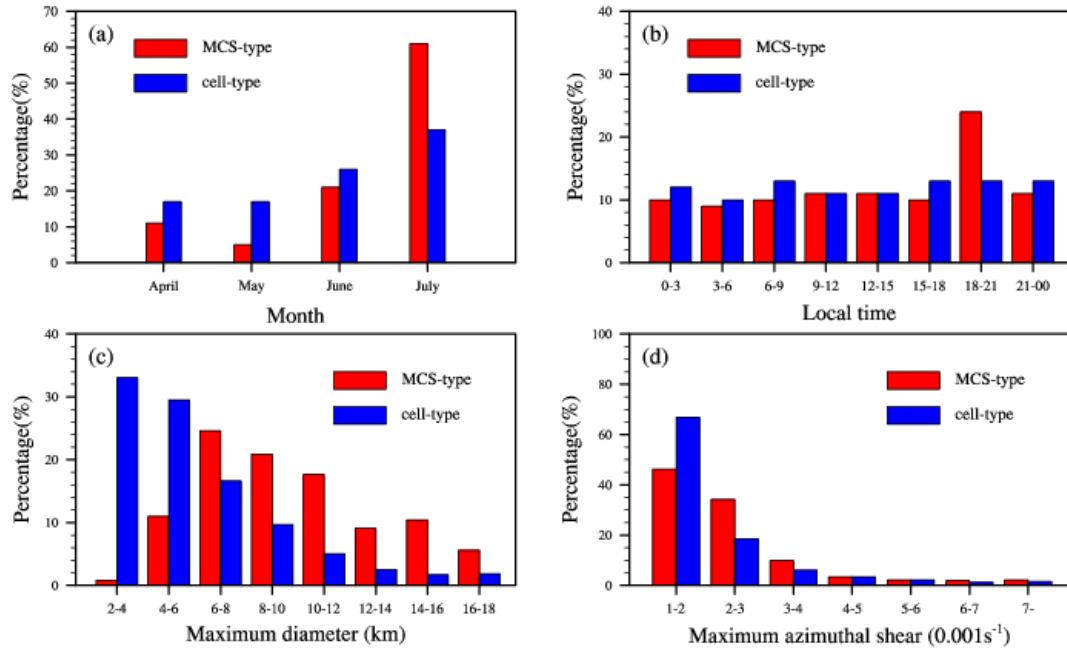 (a)
MCS-type
cell-type
Percentage(%)
70
60
50
40
30
20
10
0
April May June July
Month
(b)
MCS-type
cell-type
Percentage(%)
40
30
20
10
0
0-3 3-6 6-9 9-12 12-15 15-18 18-21 21-00
Local time
(c)
MCS-type
cell-type
Percentage(%)
40
30
20
10
0
2-4 4-6 6-8 8-10 10-12 12-14 14-16 16-18
Maximum diameter (km)
(d)
MCS-type
cell-type
Percentage(%)
100
80
60
40
20
0
1-2 2-3 3-4 4-5 5-6 6-7 7-
Maximum azimuthal shear (0.001s⁻¹)